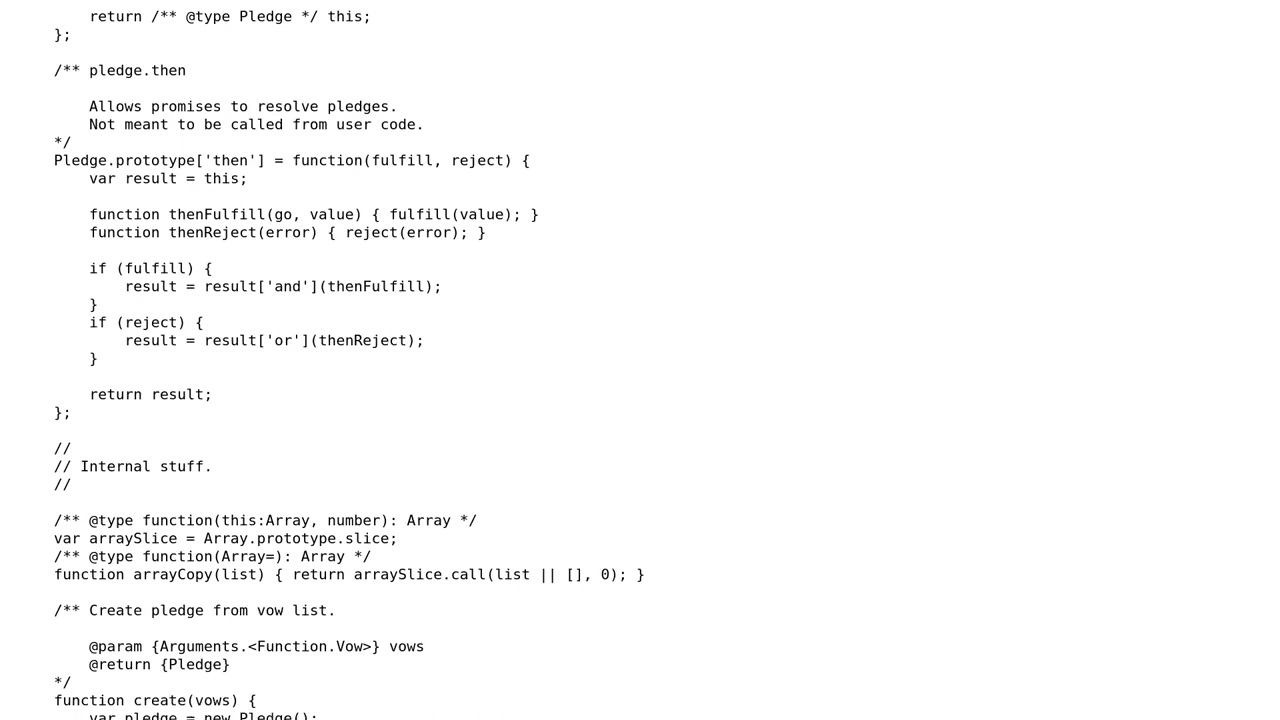 return /** @type Pledge */ this;
};
/** pledge.then
Allows promises to resolve pledges.
Not meant to be called from user code.
*/
Pledge.prototype['then'] = function(fulfill, reject) {
var result = this;
function thenFulfill(go, value) { fulfill(value); }
function thenReject(error) { reject(error); }
if (fulfill) {
result = result['and'](thenFulfill);
}
if (reject) {
result = result['or'](thenReject);
}
return result;
};
//
// Internal stuff.
//
/** @type function(this:Array, number): Array */
var arraySlice = Array.prototype.slice;
/** @type function(Array=): Array */
function arrayCopy(list) { return arraySlice.call(list || [], 0); }
/** Create pledge from vow list.
@param {Arguments.<Function.Vow>} vows
@return {Pledge}
*/
function create(vows) {
var pledge = new Pledge();